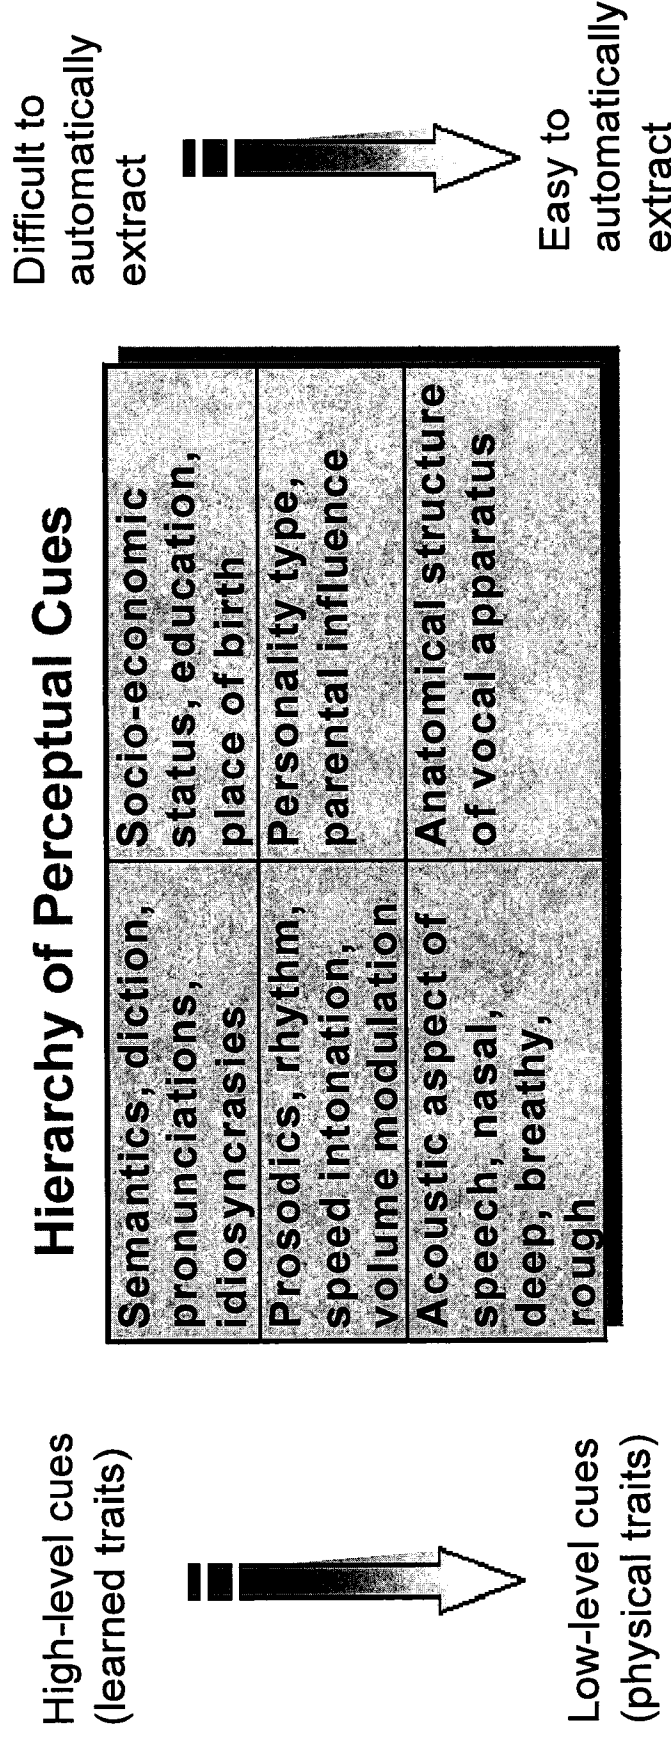 Hierarchy of Perceptual Cues
High-level cues
(learned traits)
Low-level cues
(physical traits)
Semantics, diction,
pronunciations,
idiosyncrasies
Socio-economic
status, education,
place of birth
Prosodics, rhythm,
speed intonation,
volume modulation
Personality type,
parental influence
Acoustic aspect of
speech, nasal,
deep, breathy,
rough
Anatomical structure
of vocal apparatus
Difficult to
automatically
extract
Easy to
automatically
extract